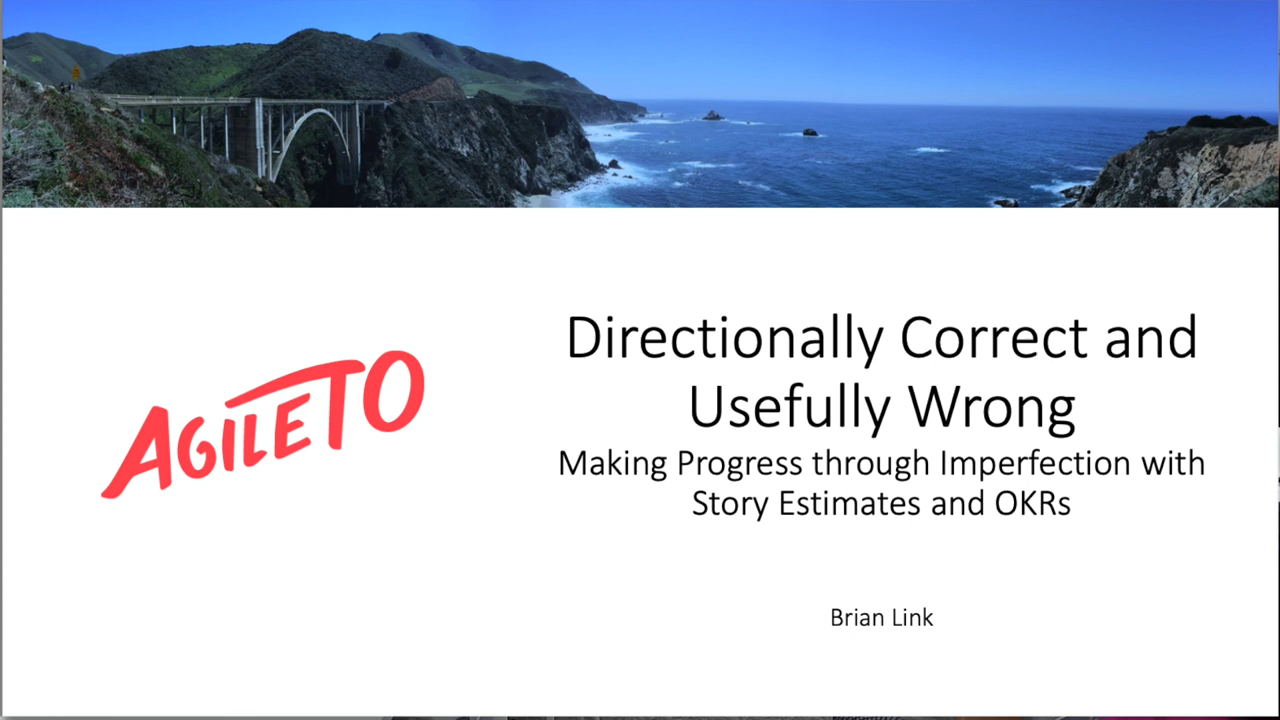 AGILETO
Directionally Correct and
Usefully Wrong
Making Progress through Imperfection with
Story Estimates and OKRs
Brian Link